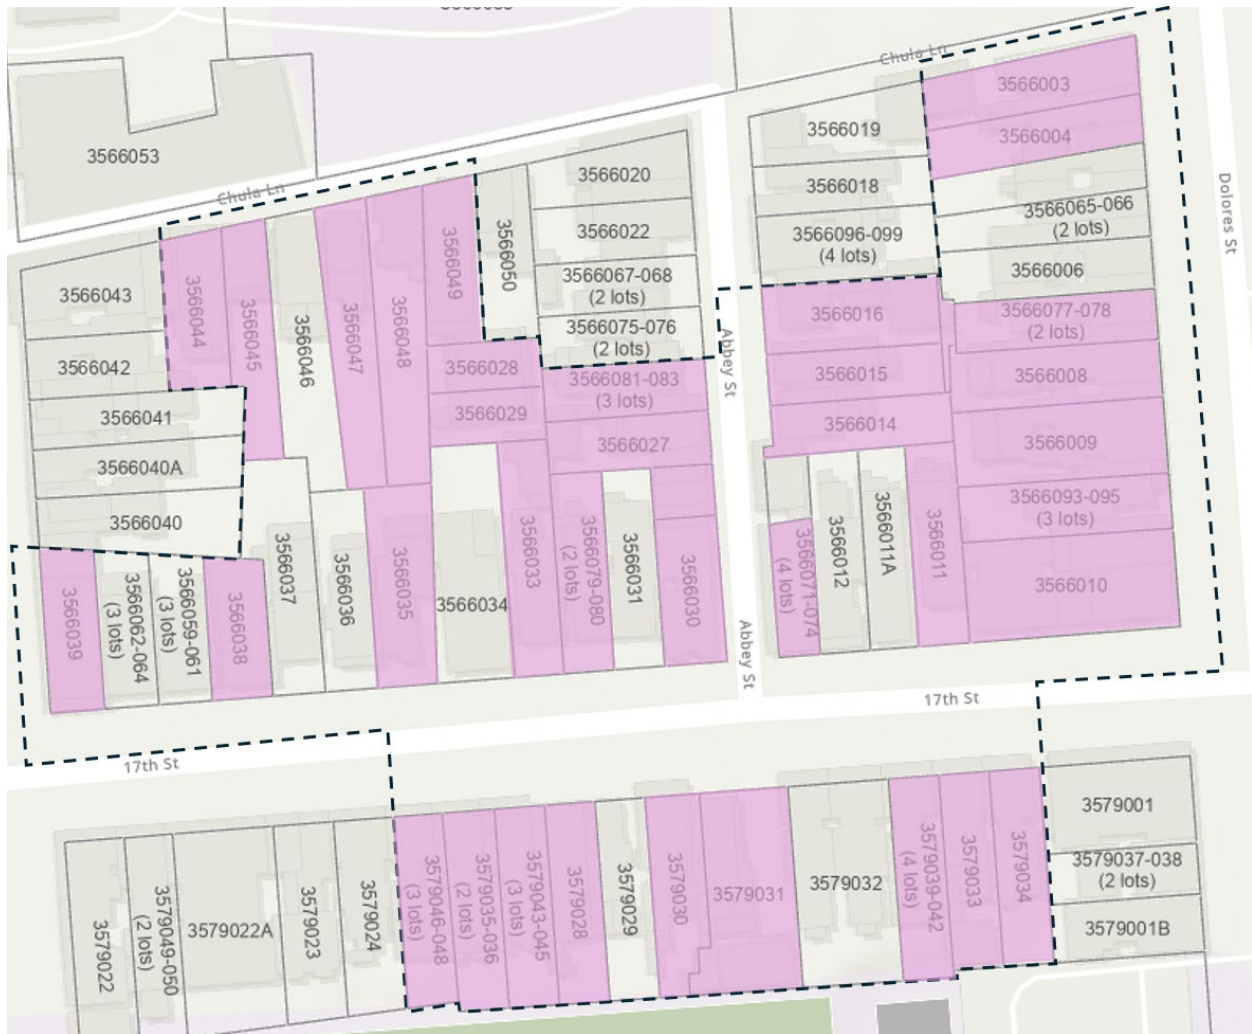 3566053
Chula Ln
Chula Ln
3566003
3566004
3566019
3566018
3566096-099
(4 lots)
3566065-066
(2 lots)
3566006
Dolores St
3566020
3566022
3566067-068
(2 lots)
3566075-076
(2 lots)
3566050
3566049
3566048
3566047
3566046
3566045
3566044
3566043
3566042
3566041
3566040A
3566040
3566028
3566029
3566081-083
(3 lots)
3566027
Abbey St
3566016
3566015
3566014
3566077-078
(2 lots)
3566008
3566009
3566093-095
(3 lots)
3566010
3566039
3566062-064
(3 lots)
3566059-061
(3 lots)
3566038
3566037
3566036
3566035
3566034
3566033
3566079-080
(2 lots)
3566031
3566030
Abbey St
3566071-074
(4 lots)
3566012
3566011A
3566011
17th St
17th St
3579022
3579049-050
(2 lots)
3579022A
3579023
3579024
3579046-048
(3 lots)
3579035-036
(2 lots)
3579043-045
(3 lots)
3579028
3579029
3579030
3579031
3579032
3579039-042
(4 lots)
3579033
3579034
3579001
3579037-038
(2 lots)
3579001B